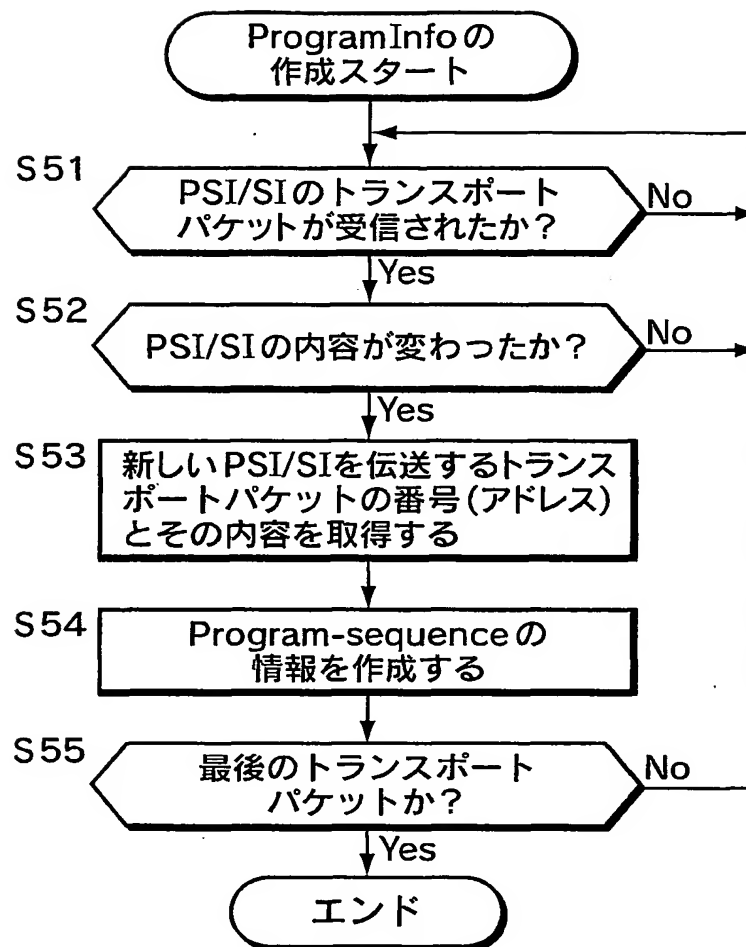 ProgramInfoの
作成スタート
S51
PSI/SIのトランスポート
パケットが受信されたか?
No
Yes
S52
PSI/SIの内容が変わったか?
No
Yes
S53
新しいPSI/SIを伝送するトランス
ポートパケットの番号(アドレス)
とその内容を取得する
S54
Program-sequenceの
情報を作成する
S55
最後のトランスポート
パケットか?
No
Yes
エンド